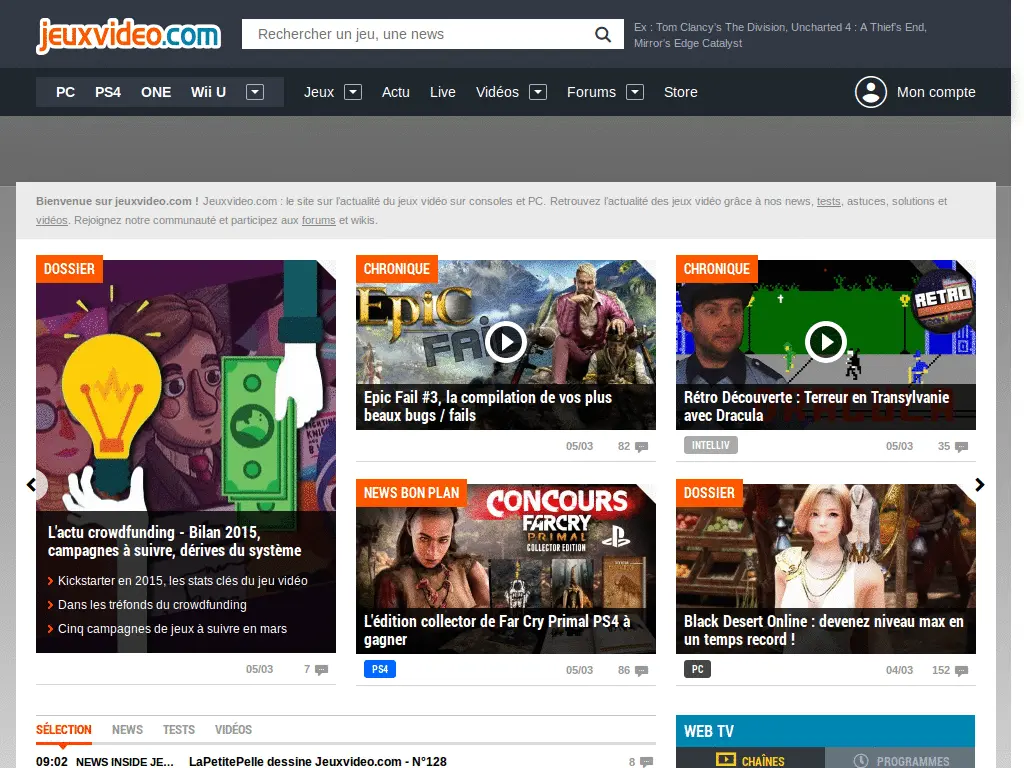 jeuxvideo.com
Rechercher un jeu, une news
Ex : Tom Clancy's The Division, Uncharted 4 : A Thief's End,
Mirror's Edge Catalyst
PC PS4 ONE Wii U Jeux Actu Live Vidéos Forums Store Mon compte
Bienvenue sur jeuxvideo.com ! Jeuxvideo.com : le site sur l'actualité du jeux vidéo sur consoles et PC. Retrouvez l'actualité des jeux vidéo grâce à nos news, tests, astuces, solutions et
vidéos. Rejoignez notre communauté et participez aux forums et wikis.
DOSSIER
L'actu crowdfunding - Bilan 2015,
campagnes à suivre, dérives du système
Kickstarter en 2015, les stats clés du jeu vidéo
Dans les tréfonds du crowdfunding
Cinq campagnes de jeux à suivre en mars
05/03 7
CHRONIQUE
EPIC
FAIL
Epic Fail #3, la compilation de vos plus
beaux bugs / fails
05/03 82
CHRONIQUE
RETRO
Rétro Découverte : Terreur en Transylvanie
avec Dracula
INTELLIV 05/03 35
NEWS BON PLAN
CONCOURS
FARCRY
PRIMAL
COLLECTOR EDITION
L'édition collector de Far Cry Primal PS4 à
gagner
PS4 05/03 86
DOSSIER
Black Desert Online : devenez niveau max en
un temps record !
PC 04/03 152
SÉLECTION NEWS TESTS VIDÉOS
09:02 NEWS INSIDE JE... LaPetitePelle dessine Jeuxvideo.com - N°128 8
WEB TV
CHAÎNES PROGRAMMES